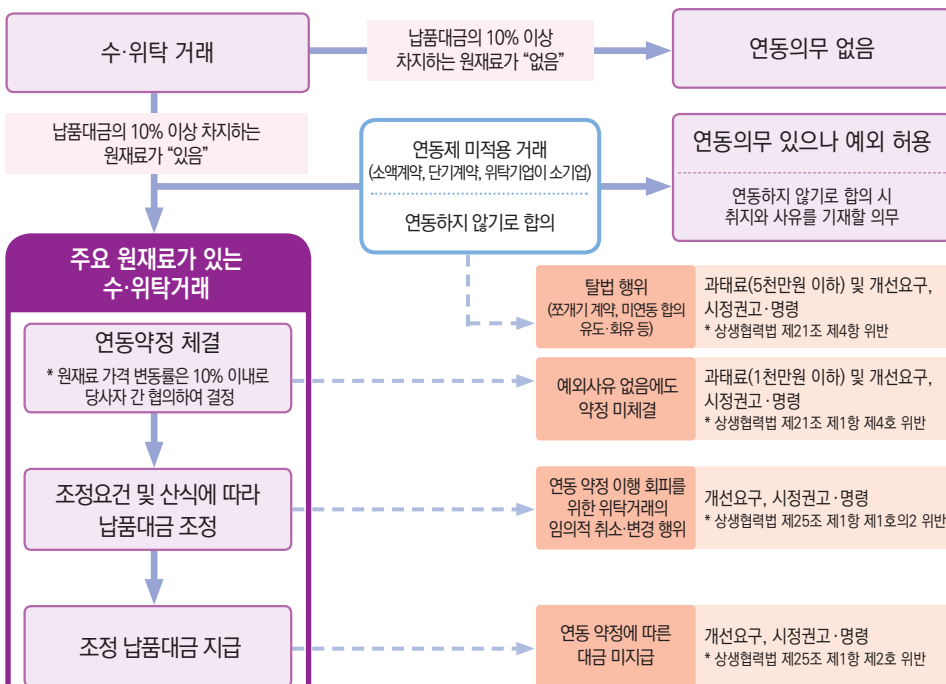 수·위탁 거래
납품대금의 10% 이상
차지하는 원재료가 “없음”
연동의무 없음
납품대금의 10% 이상 차지하는
원재료가 “있음”
연동제 미적용 거래
(소액계약, 단기계약, 위탁기업이 소기업)
연동하지 않기로 합의
연동의무 있으나 예외 허용
연동하지 않기로 합의 시
취지와 사유를 기재할 의무
주요 원재료가 있는
수·위탁거래
탈법 행위
(쪼개기 계약, 미연동 합의
유도·회유 등)
과태료(5천만원 이하) 및 개선요구,
시정권고·명령
* 상생협력법 제21조 제4항 위반
연동약정 체결
* 원재료 가격 변동률은 10% 이내로
당사자 간 협의하여 결정
예외사유 없음에도
약정 미체결
과태료(1천만원 이하) 및 개선요구,
시정권고·명령
* 상생협력법 제21조 제1항 제4호 위반
조정요건 및 산식에 따라
납품대금 조정
연동 약정 이행 회피를
위한 위탁거래의
임의적 취소·변경 행위
개선요구, 시정권고·명령
* 상생협력법 제25조 제1항 제1호의2 위반
조정 납품대금 지급
연동 약정에 따른
대금 미지급
개선요구, 시정권고·명령
* 상생협력법 제25조 제1항 제2호 위반